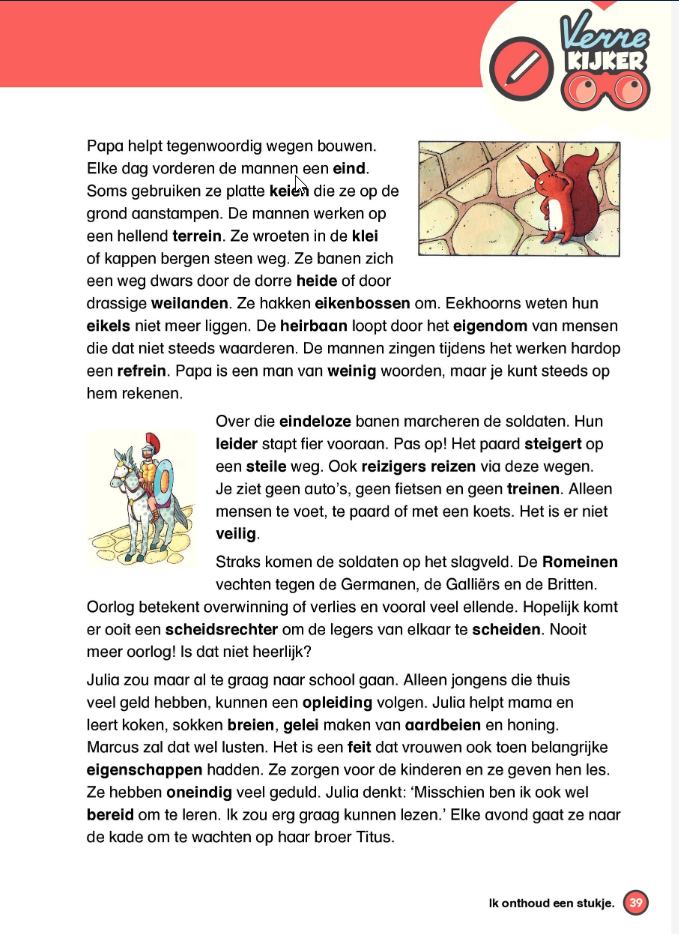 Verre
KIJKER
Papa helpt tegenwoordig wegen bouwen.
Elke dag vorderen de mannen een eind.
Soms gebruiken ze platte keien die ze op de
grond aanstampen. De mannen werken op
een hellend terrein. Ze wroeten in de klei
of kappen bergen steen weg. Ze banen zich
een weg dwars door de dorre heide of door
drassige weilanden. Ze hakken eikenbossen om. Eekhoorns weten hun
eikels niet meer liggen. De heirbaan loopt door het eigendom van mensen
die dat niet steeds waarderen. De mannen zingen tijdens het werken hardop
een refrein. Papa is een man van weinig woorden, maar je kunt steeds op
hem rekenen.
Over die eindeloze banen marcheren de soldaten. Hun
leider stapt fier vooraan. Pas op! Het paard steigert op
een steile weg. Ook reizigers reizen via deze wegen.
Je ziet geen auto's, geen fietsen en geen treinen. Alleen
mensen te voet, te paard of met een koets. Het is er niet
veilig.
Straks komen de soldaten op het slagveld. De Romeinen
vechten tegen de Germanen, de Galliërs en de Britten.
Oorlog betekent overwinning of verlies en vooral veel ellende. Hopelijk komt
er ooit een scheidsrechter om de legers van elkaar te scheiden. Nooit
meer oorlog! Is dat niet heerlijk?
Julia zou maar al te graag naar school gaan. Alleen jongens die thuis
veel geld hebben, kunnen een opleiding volgen. Julia helpt mama en
leert koken, sokken breien, gelei maken van aardbeien en honing.
Marcus zal dat wel lusten. Het is een feit dat vrouwen ook toen belangrijke
eigenschappen hadden. Ze zorgen voor de kinderen en ze geven hen les.
Ze hebben oneindig veel geduld. Julia denkt: 'Misschien ben ik ook wel
bereid om te leren. Ik zou erg graag kunnen lezen.' Elke avond gaat ze naar
de kade om te wachten op haar broer Titus.
Ik onthoud een stukje. 39